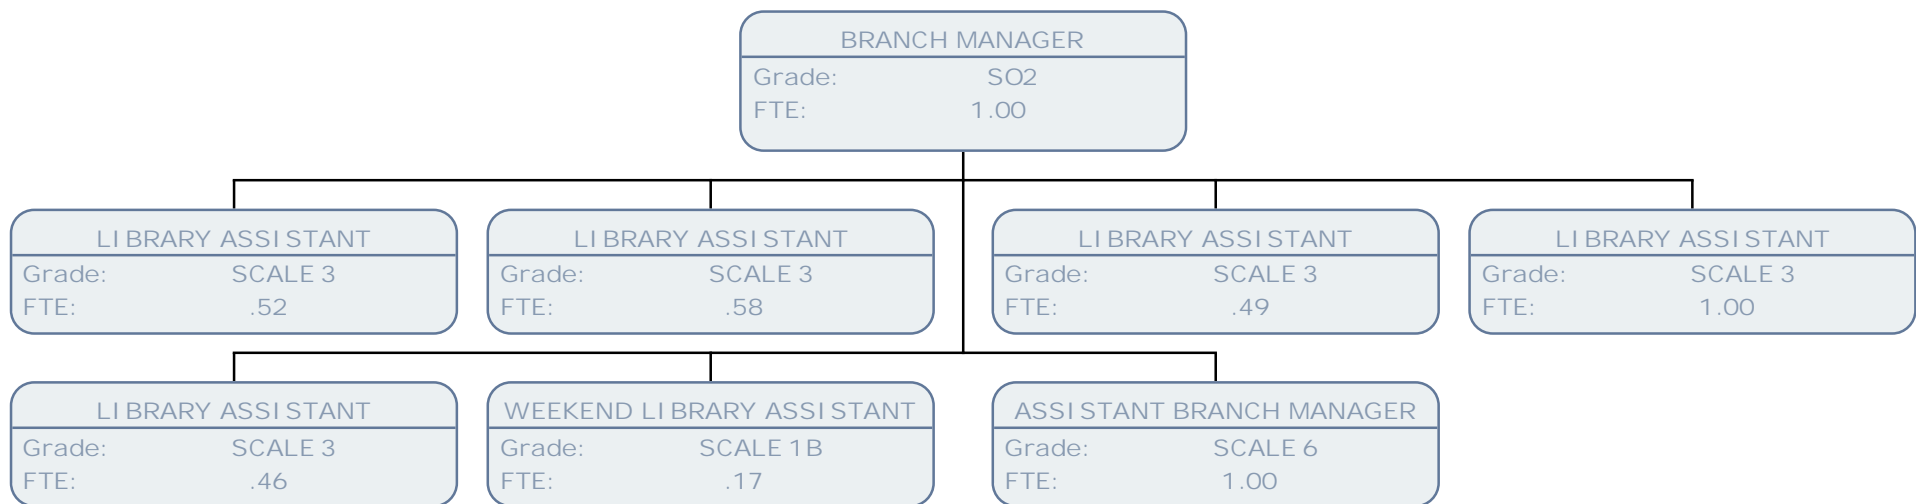 BRANCH MANAGER
Grade: SO2
FTE: 1.00
LIBRARY ASSISTANT
Grade: SCALE 3
FTE: .52
LIBRARY ASSISTANT
Grade: SCALE 3
FTE: .58
LIBRARY ASSISTANT
Grade: SCALE 3
FTE: .49
LIBRARY ASSISTANT
Grade: SCALE 3
FTE: 1.00
LIBRARY ASSISTANT
Grade: SCALE 3
FTE: .46
WEEKEND LIBRARY ASSISTANT
Grade: SCALE 1B
FTE: .17
ASSISTANT BRANCH MANAGER
Grade: SCALE 6
FTE: 1.00